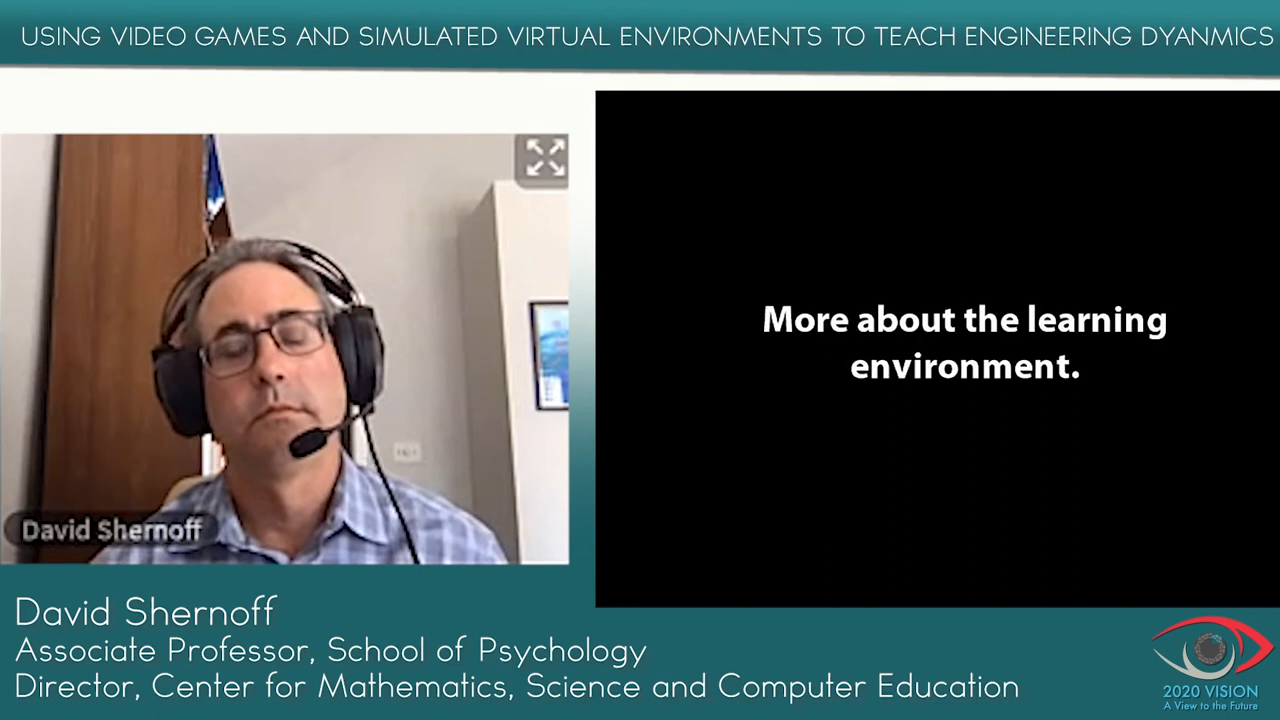 USING VIDEO GAMES AND SIMULATED VIRTUAL ENVIRONMENTS TO TEACH ENGINEERING DYANMICS
More about the learning
environment.
David Shernoff
David Shernoff
Associate Professor, School of Psychology
Director, Center for Mathematics, Science and Computer Education
2020 VISION
A View to the Future